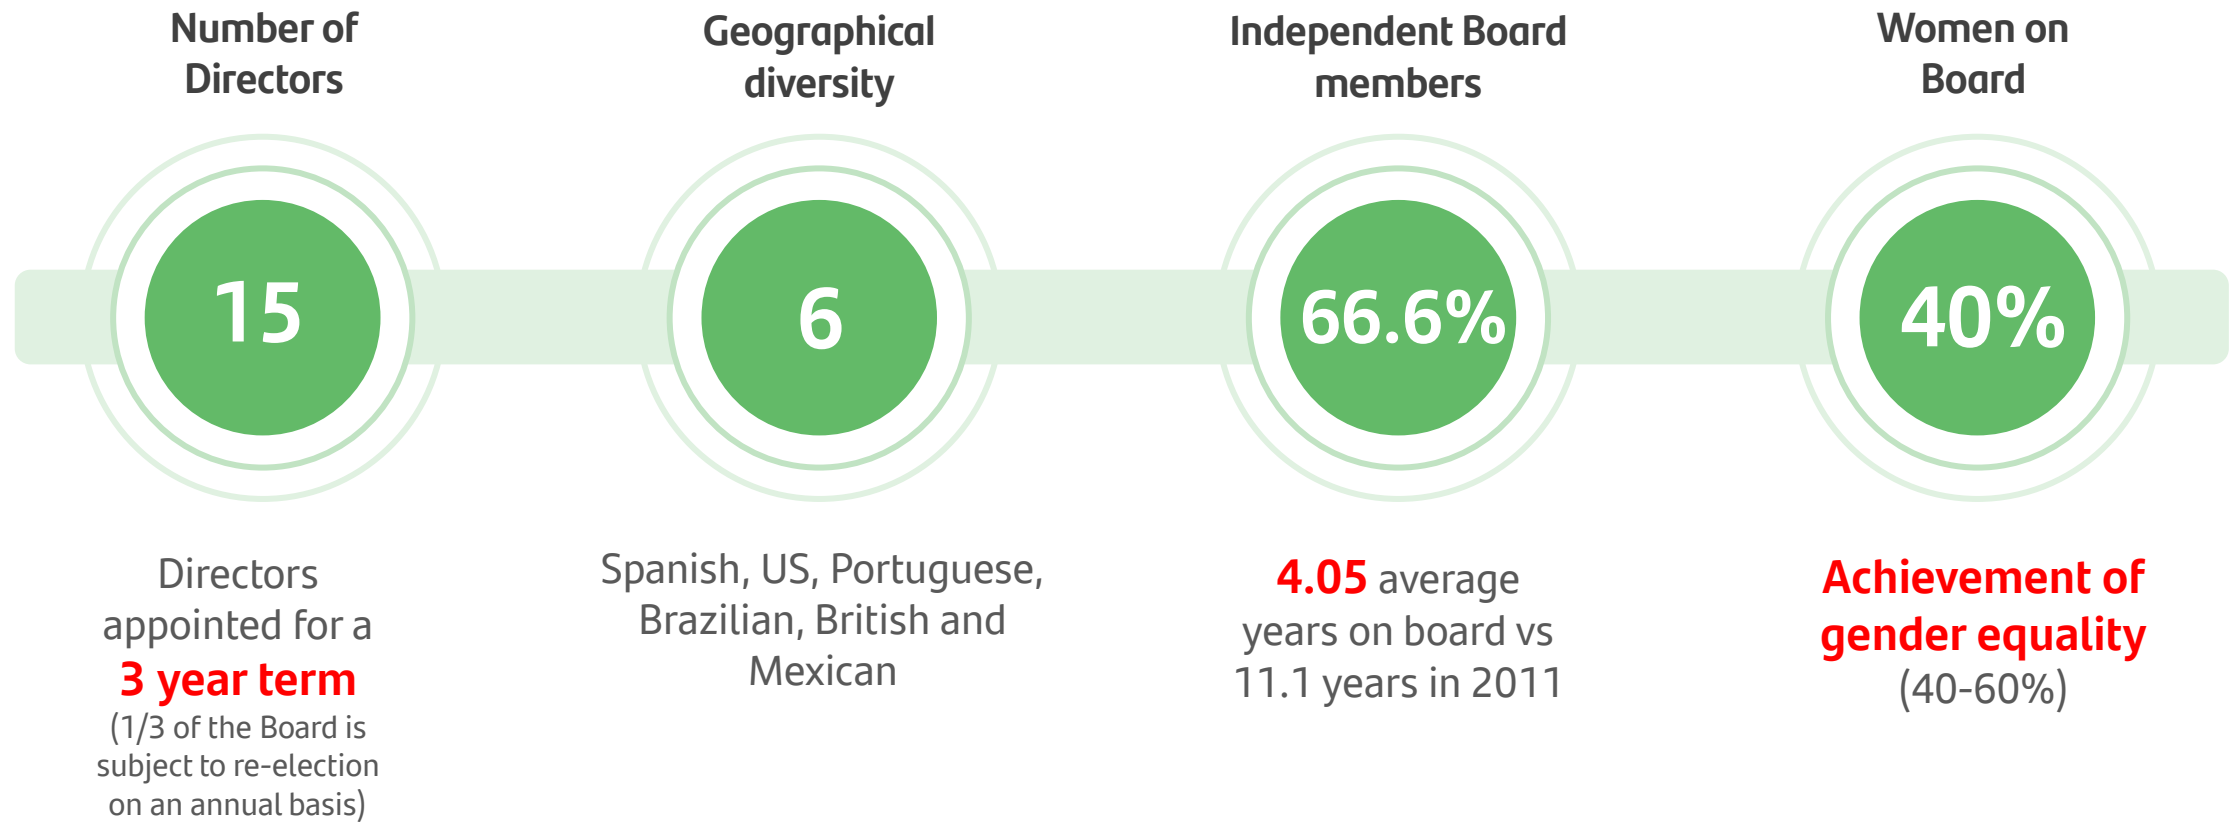 Number of
Directors
15
Directors
appointed for a
3 year term
(1/3 of the Board is
subject to re-election
on an annual basis)
Geographical
diversity
6
Spanish, US, Portuguese,
Brazilian, British and
Mexican
Independent Board
members
66.6%
4.05 average
years on board vs
11.1 years in 2011
Women on
Board
40%
Achievement of
gender equality
(40-60%)